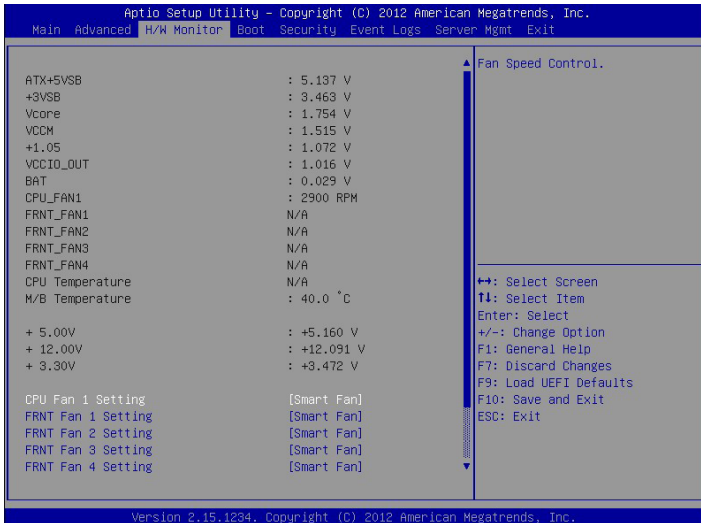 Aptio Setup Utility – Copyright (C) 2012 American Megatrends, Inc.
Main Advanced H/W Monitor Boot Security Event Logs Server Mgmt Exit
ATX+5VSB : 5.137 V
+3VSB : 3.463 V
Vcore : 1.754 V
VCCM : 1.515 V
+1.05 : 1.072 V
VCCIO_OUT : 1.016 V
BAT : 0.029 V
CPU_FAN1 : 2900 RPM
FRNT_FAN1 N/A
FRNT_FAN2 N/A
FRNT_FAN3 N/A
FRNT_FAN4 N/A
CPU Temperature N/A
M/B Temperature : 40.0 °C
+ 5.00V : +5.160 V
+ 12.00V : +12.091 V
+ 3.30V : +3.472 V
CPU Fan 1 Setting [Smart Fan]
FRNT Fan 1 Setting [Smart Fan]
FRNT Fan 2 Setting [Smart Fan]
FRNT Fan 3 Setting [Smart Fan]
FRNT Fan 4 Setting [Smart Fan]
Fan Speed Control.
↔: Select Screen
↑↓: Select Item
Enter: Select
+/-: Change Option
F1: General Help
F7: Discard Changes
F9: Load UEFI Defaults
F10: Save and Exit
ESC: Exit
Version 2.15.1234. Copyright (C) 2012 American Megatrends, Inc.